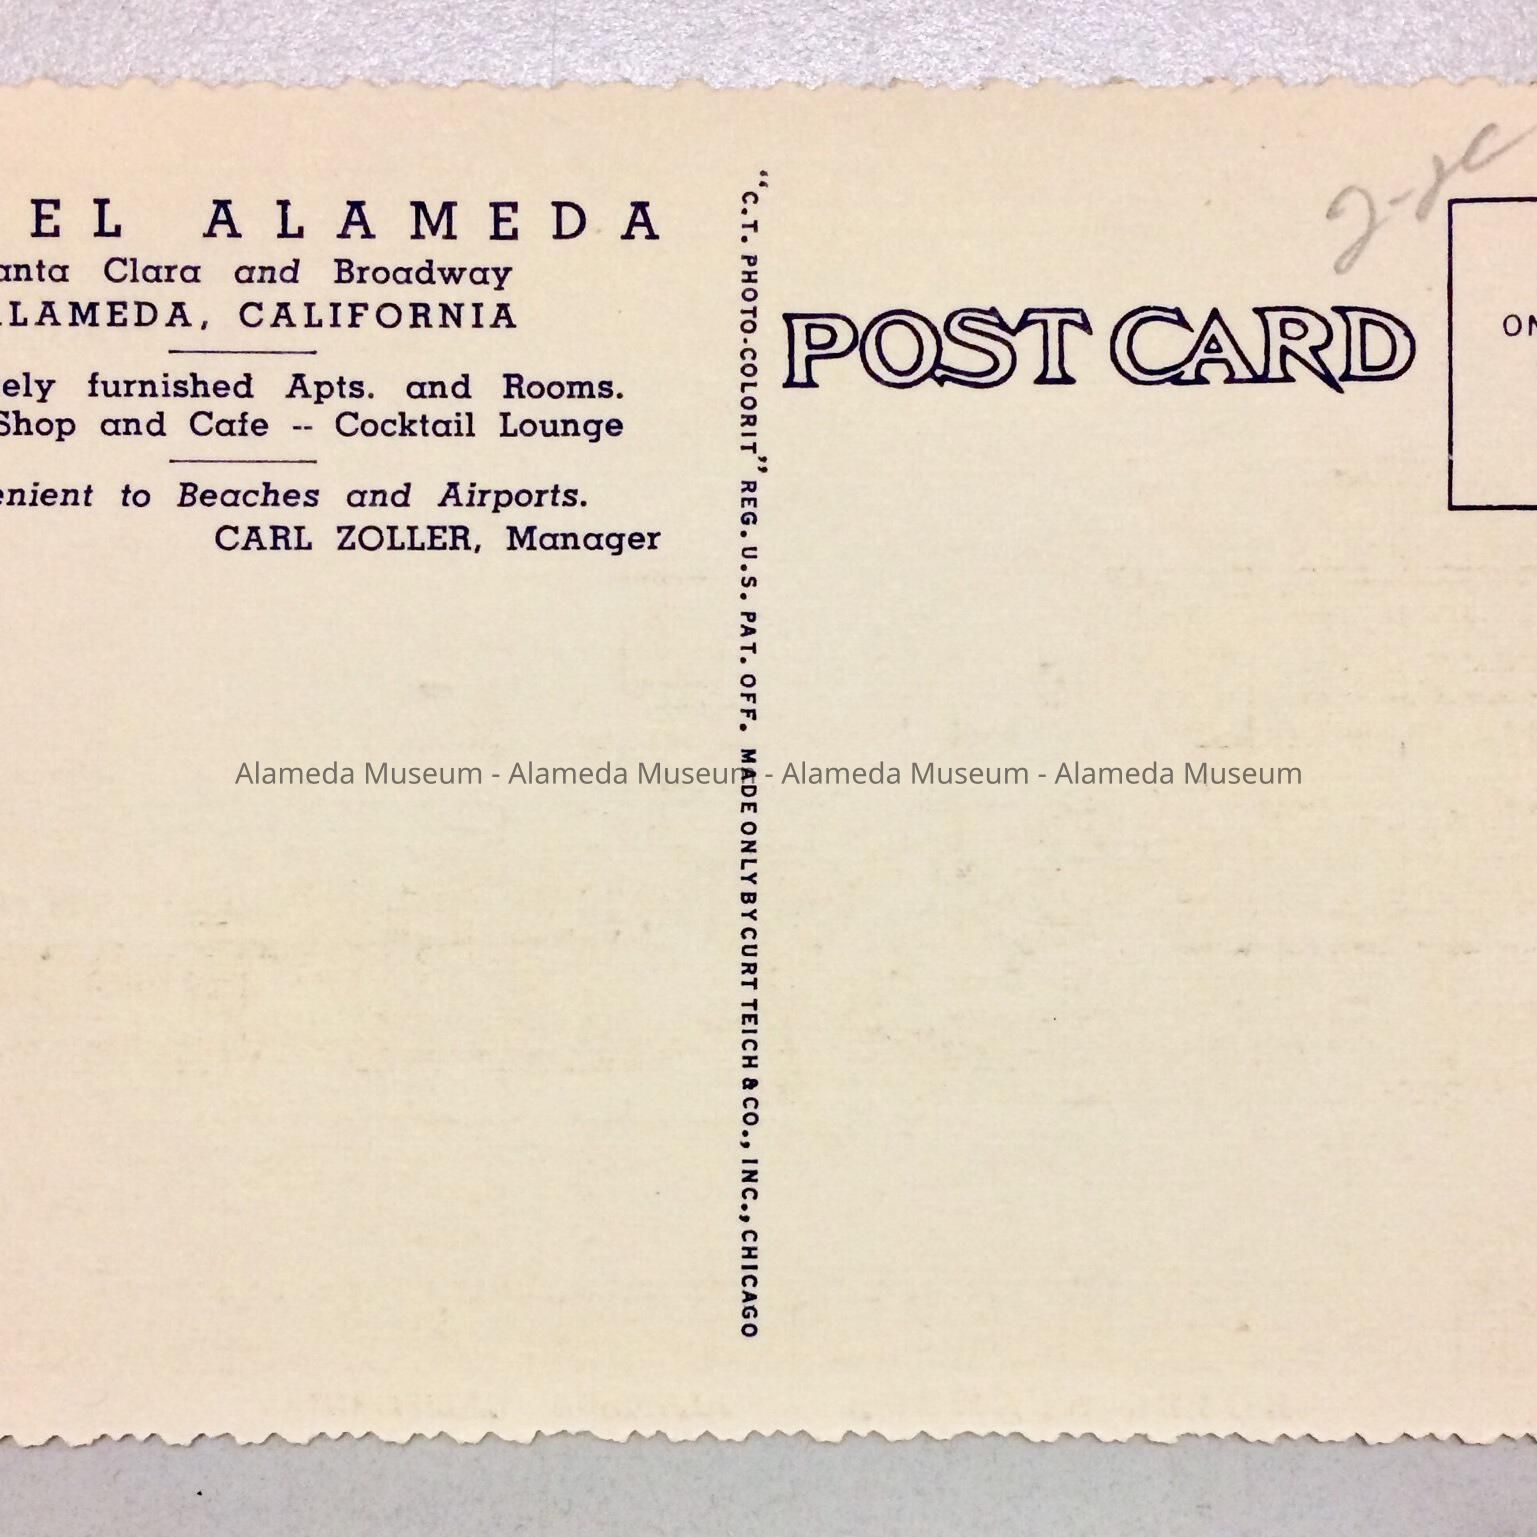 EL ALAMEDA
anta Clara and Broadway
LAMEDA, CALIFORNIA
ely furnished Apts. and Rooms.
Shop and Cafe -- Cocktail Lounge
enient to Beaches and Airports.
CARL ZOLLER, Manager
"C.T. PHOTO-COLORIT" REG. U.S. PAT. OFF. MADE ONLY BY CURT TEICH & CO., INC., CHICAGO
POST CARD
ON
Alameda Museum - Alameda Museum - Alameda Museum - Alameda Museum